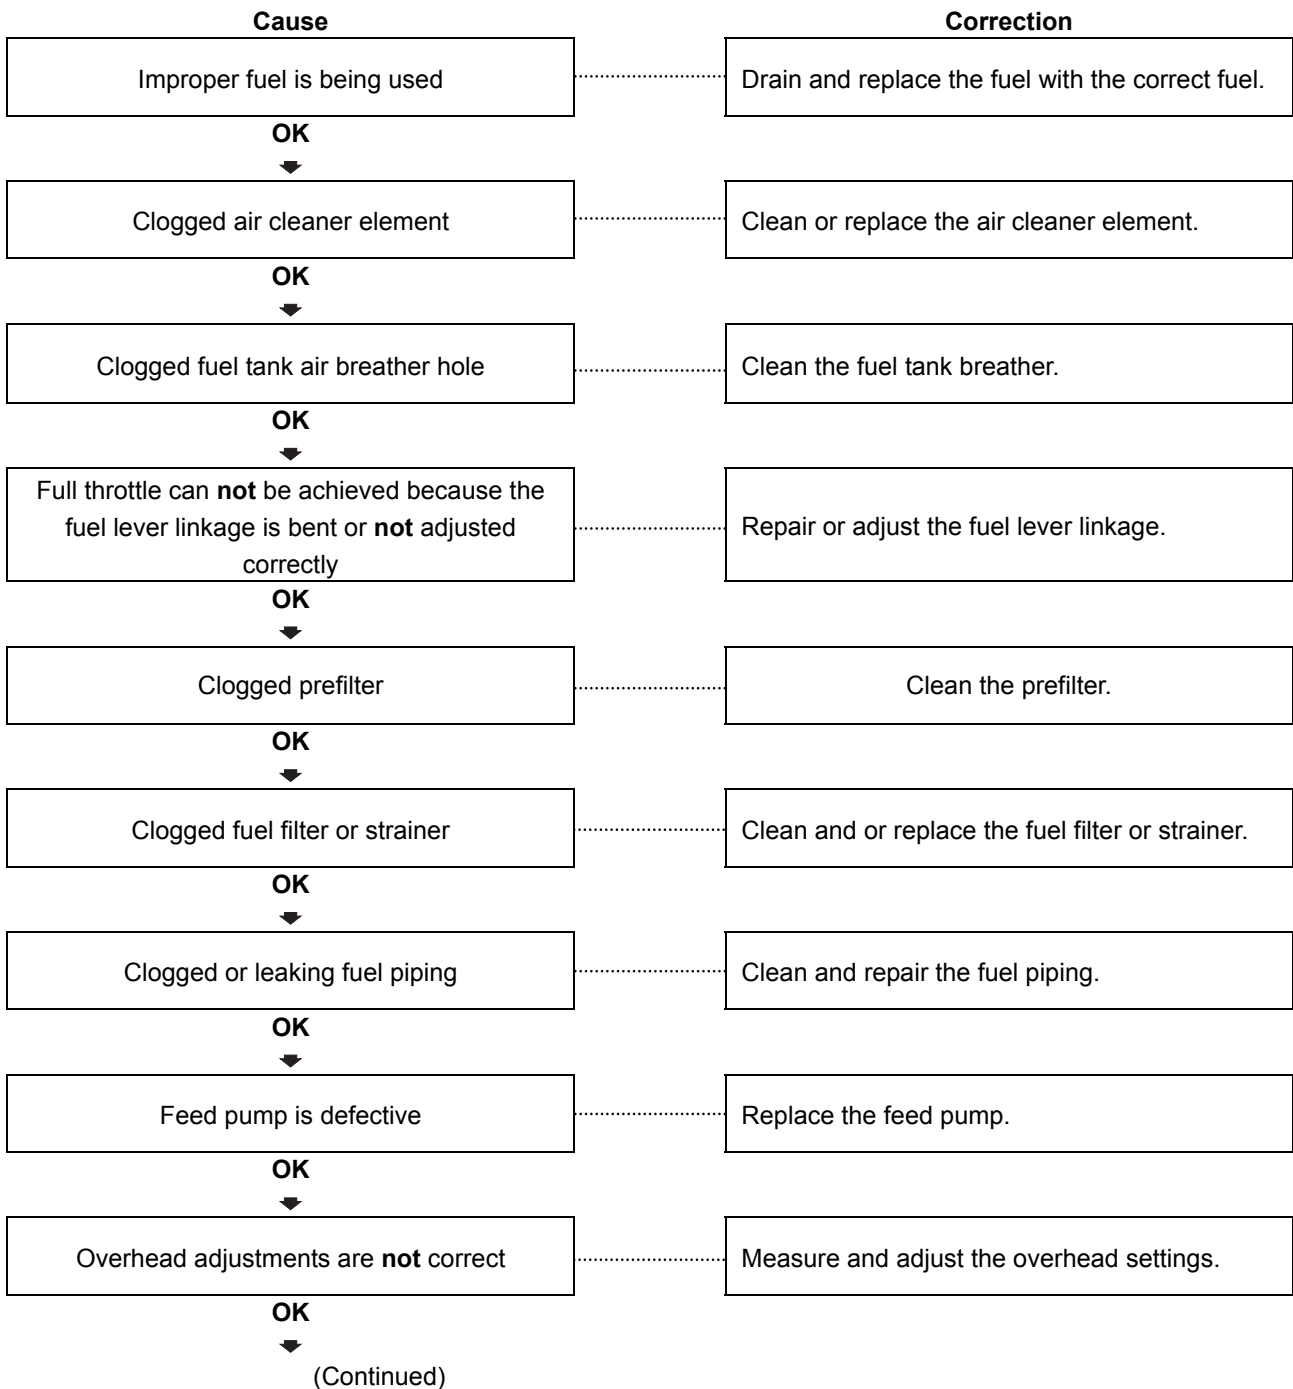 Cause Correction
Improper fuel is being used Drain and replace the fuel with the correct fuel.
OK
Clogged air cleaner element Clean or replace the air cleaner element.
OK
Clogged fuel tank air breather hole Clean the fuel tank breather.
OK
Full throttle can not be achieved because the
fuel lever linkage is bent or not adjusted
correctly
Repair or adjust the fuel lever linkage.
OK
Clogged prefilter Clean the prefilter.
OK
Clogged fuel filter or strainer Clean and or replace the fuel filter or strainer.
OK
Clogged or leaking fuel piping Clean and repair the fuel piping.
OK
Feed pump is defective Replace the feed pump.
OK
Overhead adjustments are not correct Measure and adjust the overhead settings.
OK
(Continued)